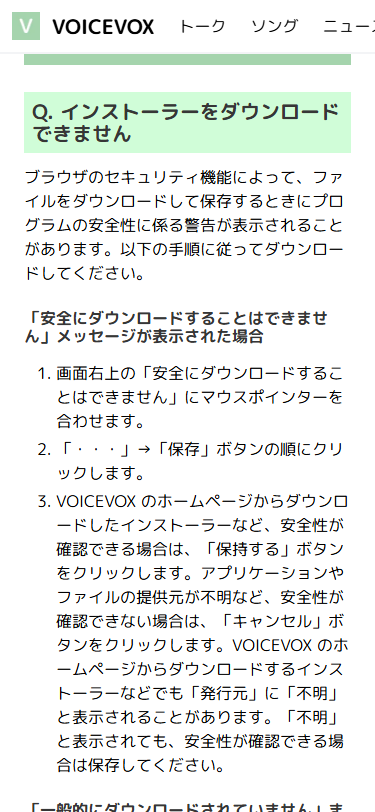 V VOICEVOX トーク ソング ニュース
Q. インストーラーをダウンロード
できません
ブラウザのセキュリティ機能によって、ファ
イルをダウンロードして保存するときにプロ
グラムの安全性に係る警告が表示されること
があります。以下の手順に従ってダウンロー
ドしてください。
「安全にダウンロードすることはできませ
ん」メッセージが表示された場合
1. 画面右上の「安全にダウンロードするこ
とはできません」にマウスポインターを
合わせます。
2. 「・・・」→「保存」ボタンの順にクリ
ックします。
3. VOICEVOX のホームページからダウンロ
ードしたインストーラーなど、安全性が
確認できる場合は、「保持する」ボタン
をクリックします。アプリケーションや
ファイルの提供元が不明など、安全性が
確認できない場合は、「キャンセル」ボ
タンをクリックします。VOICEVOX のホ
ームページからダウンロードするインス
トーラーなどでも「発行元」に「不明」
と表示されることがあります。「不明」
と表示されても、安全性が確認できる場
合は保存してください。
「一般的にダウンロードされていません」ま